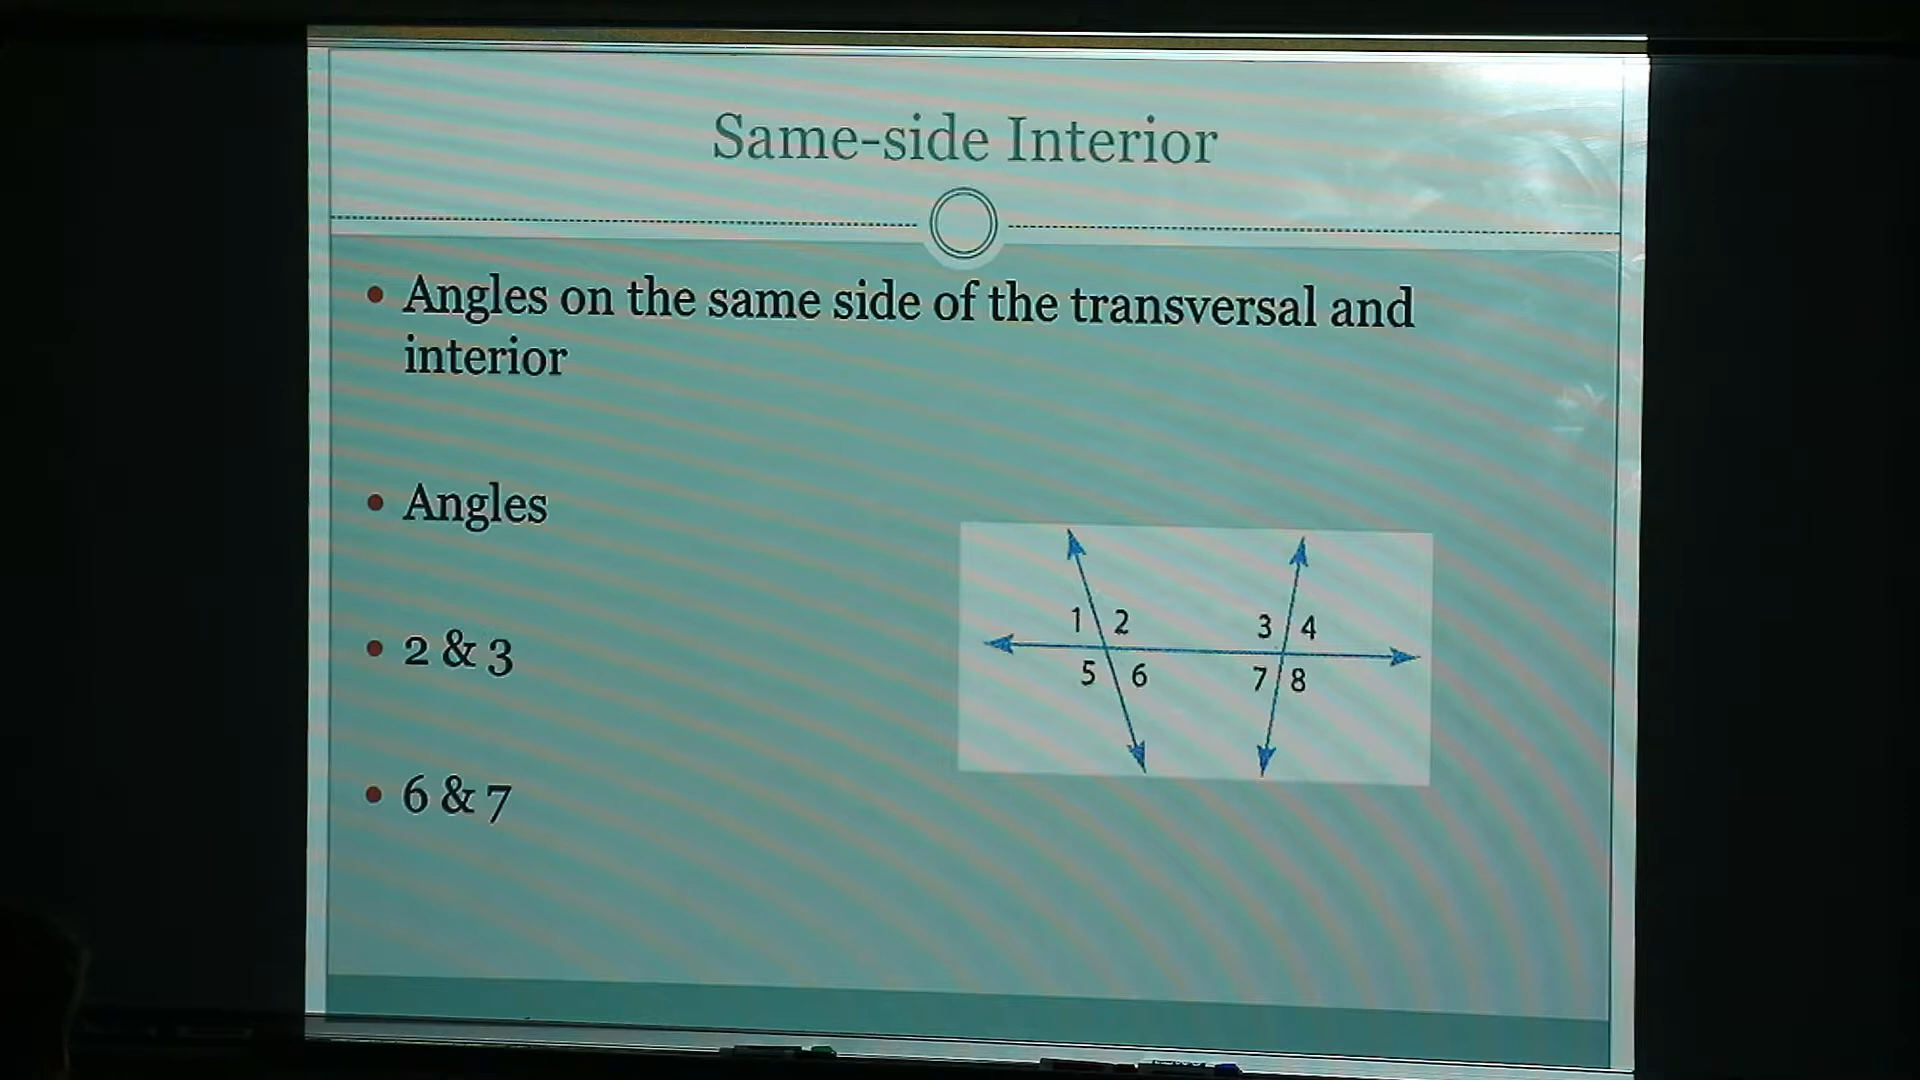 Same-side Interior
Angles on the same side of the transversal and
interior
Angles
2 & 3
6 & 7
1 2 3 4
5 6 7 8